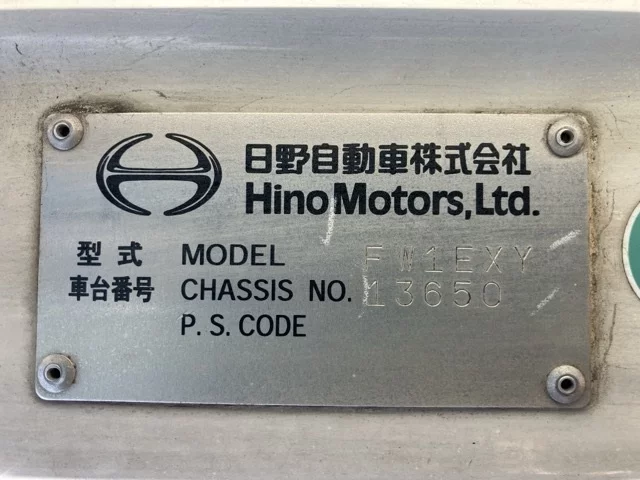 日野自動車株式会社
Hino Motors, Ltd.
型式 MODEL FW1EXY
車台番号 CHASSIS NO. 13650
P. S. CODE